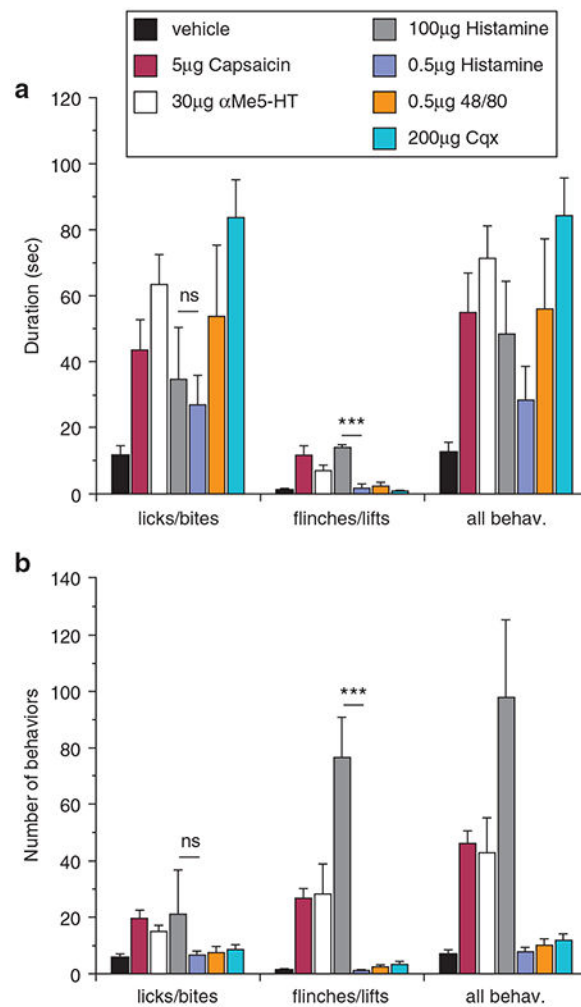 vehicle
5µg Capsaicin
30µg αMe5-HT
100µg Histamine
0.5µg Histamine
0.5µg 48/80
200µg Cqx
a
120
100
80
60
40
20
0
Duration (sec)
ns
***
licks/bites flinches/lifts all behav.
b
140
120
100
80
60
40
20
0
Number of behaviors
ns
***
licks/bites flinches/lifts all behav.